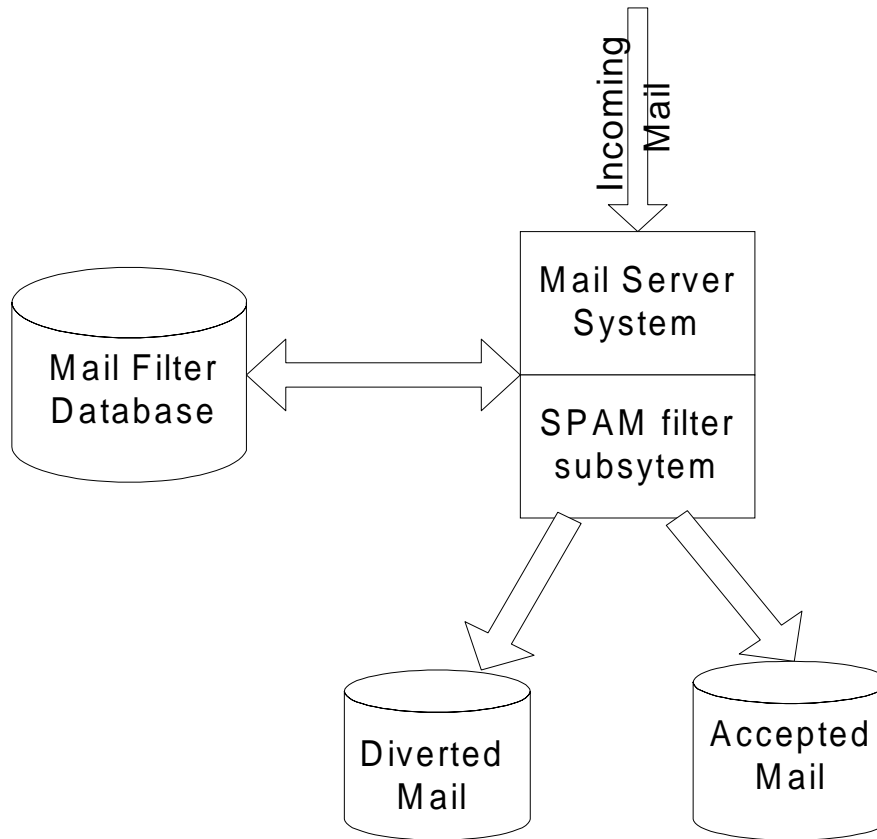 Incoming
Mail
Mail Server
System
Mail Filter
Database
SPAM filter
subsytem
Diverted
Mail
Accepted
Mail